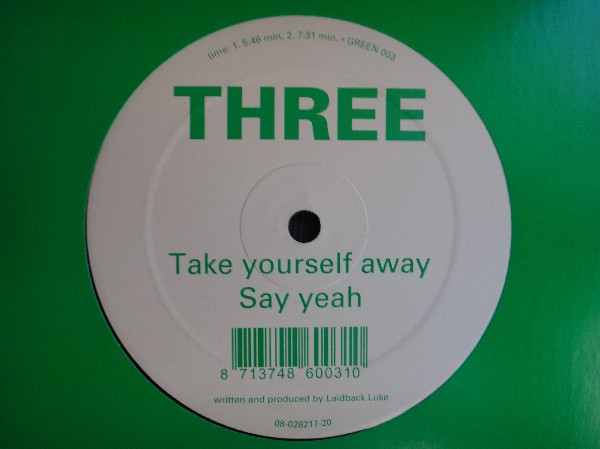 time: 1. 5:46 min. 2. 7:31 min. • GREEN 003
THREE
Take yourself away
Say yeah
8 713748 600310
written and produced by Laidback Luke
08-028217-20